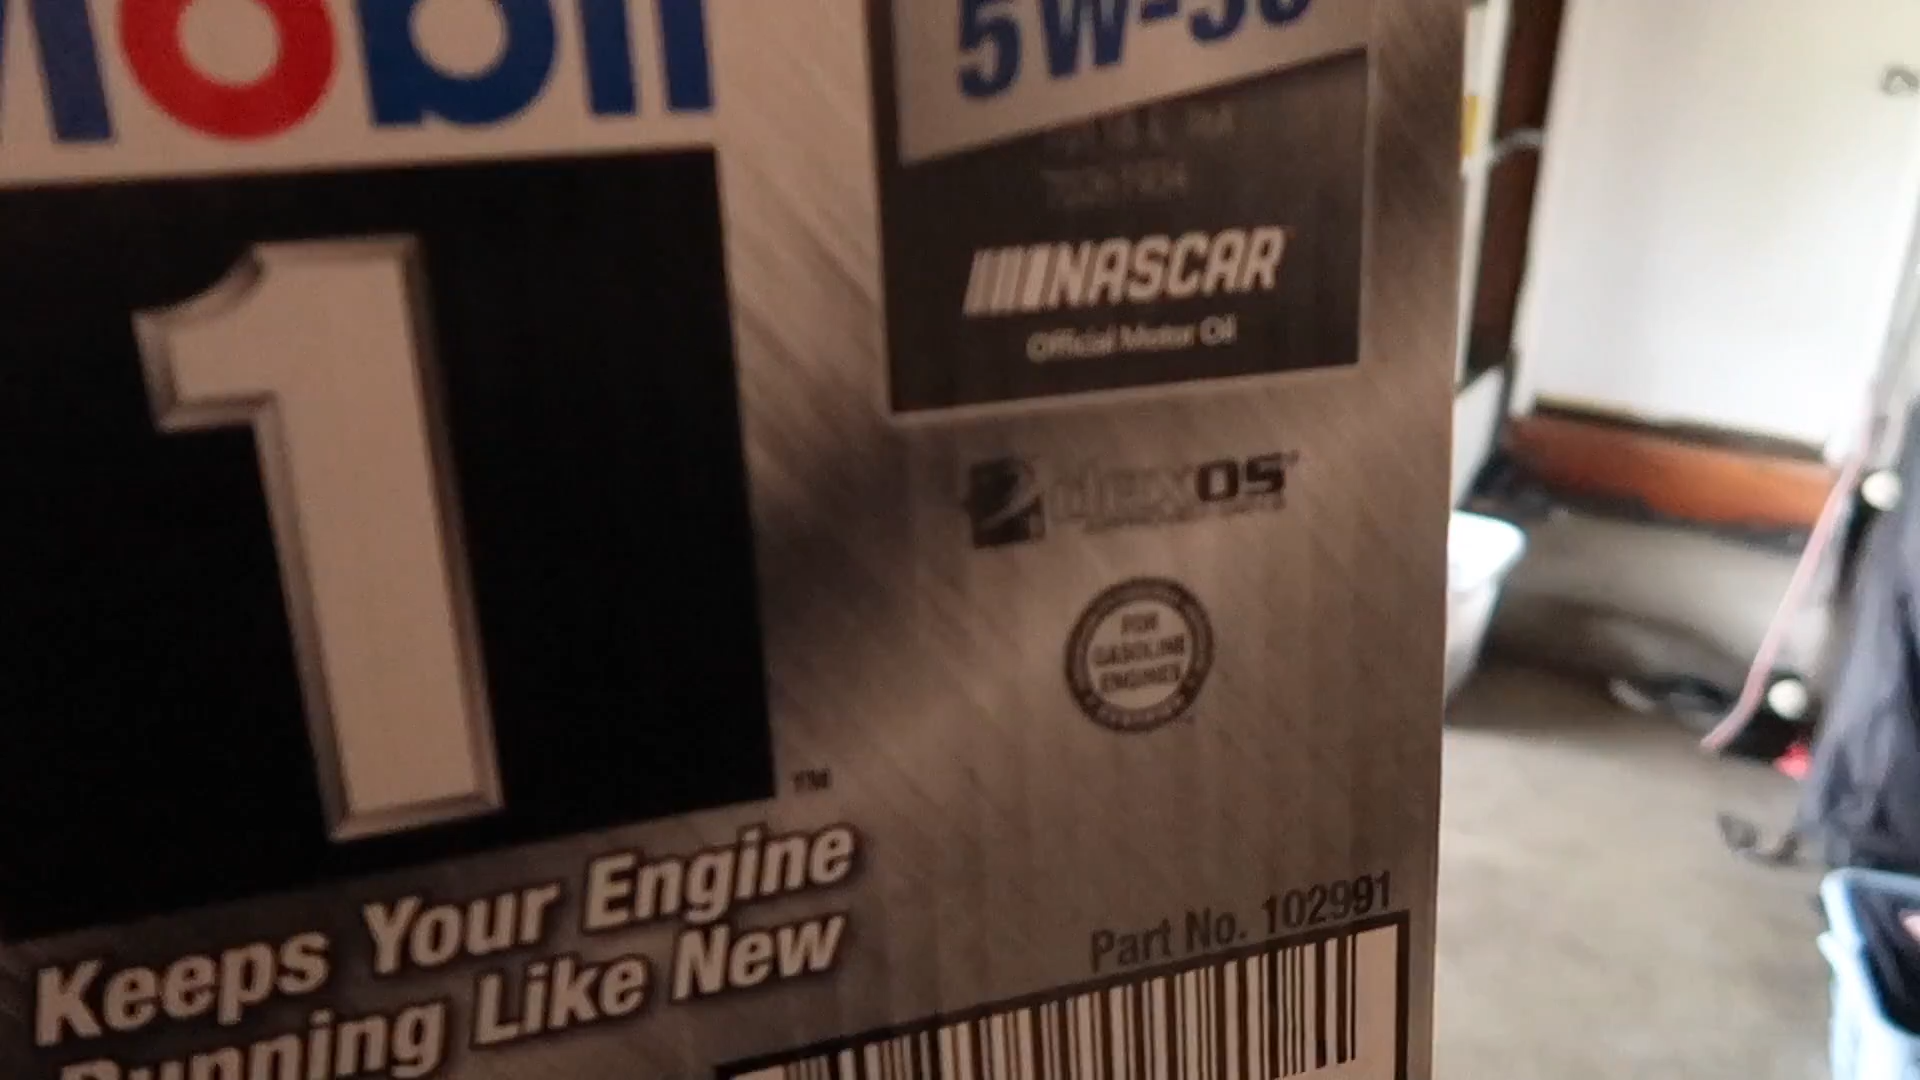 Mobil
5W-30
NASCAR
Official Motor Oil
dexos
1
FOR
GASOLINE
ENGINES
TM
Keeps Your Engine
Running Like New
Part No. 102991